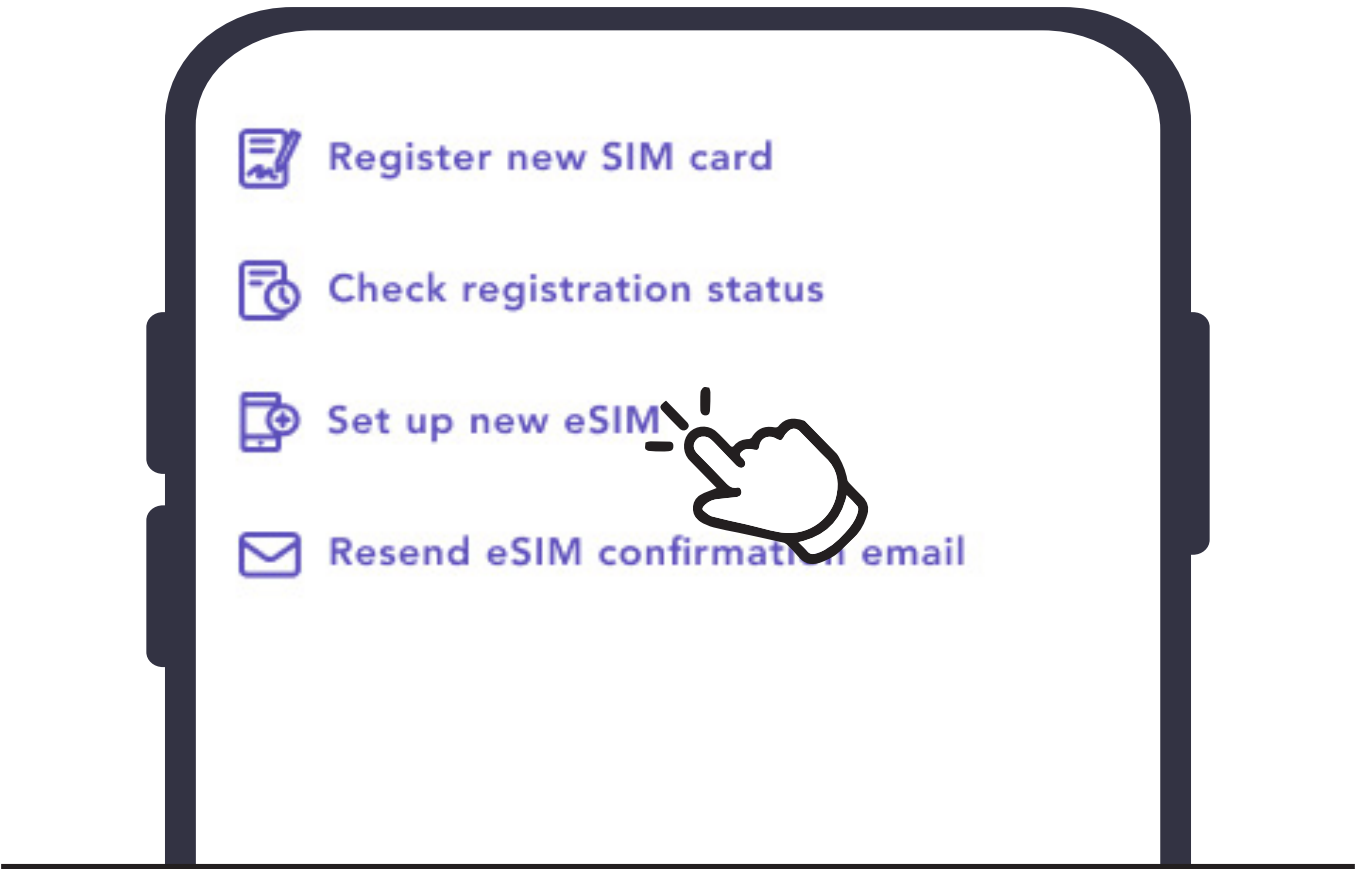 Register new SIM card
Check registration status
Set up new eSIM
Resend eSIM confirmation email